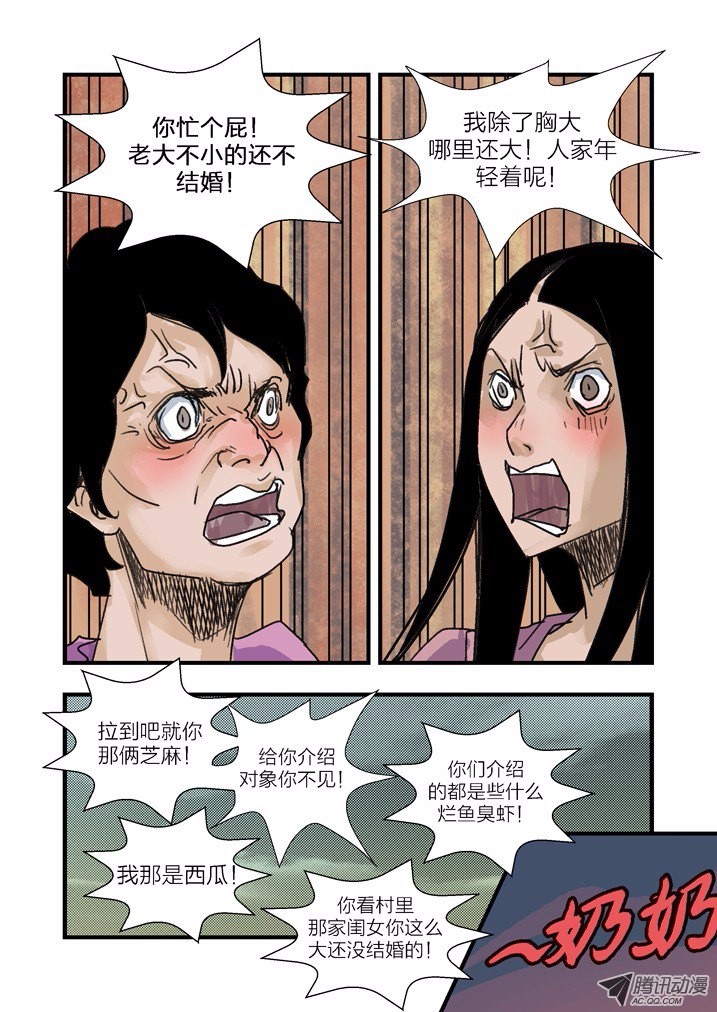 你忙个屁！
老大不小的还不
结婚！
我除了胸大
哪里还大！人家年
轻着呢！
拉到吧就你
那俩芝麻！
给你介绍
对象你不见！
你们介绍
的都是些什么
烂鱼臭虾！
我那是西瓜！
你看村里
那家闺女你这么
大还没结婚的！
~奶奶
腾讯动漫
AC.QQ.COM